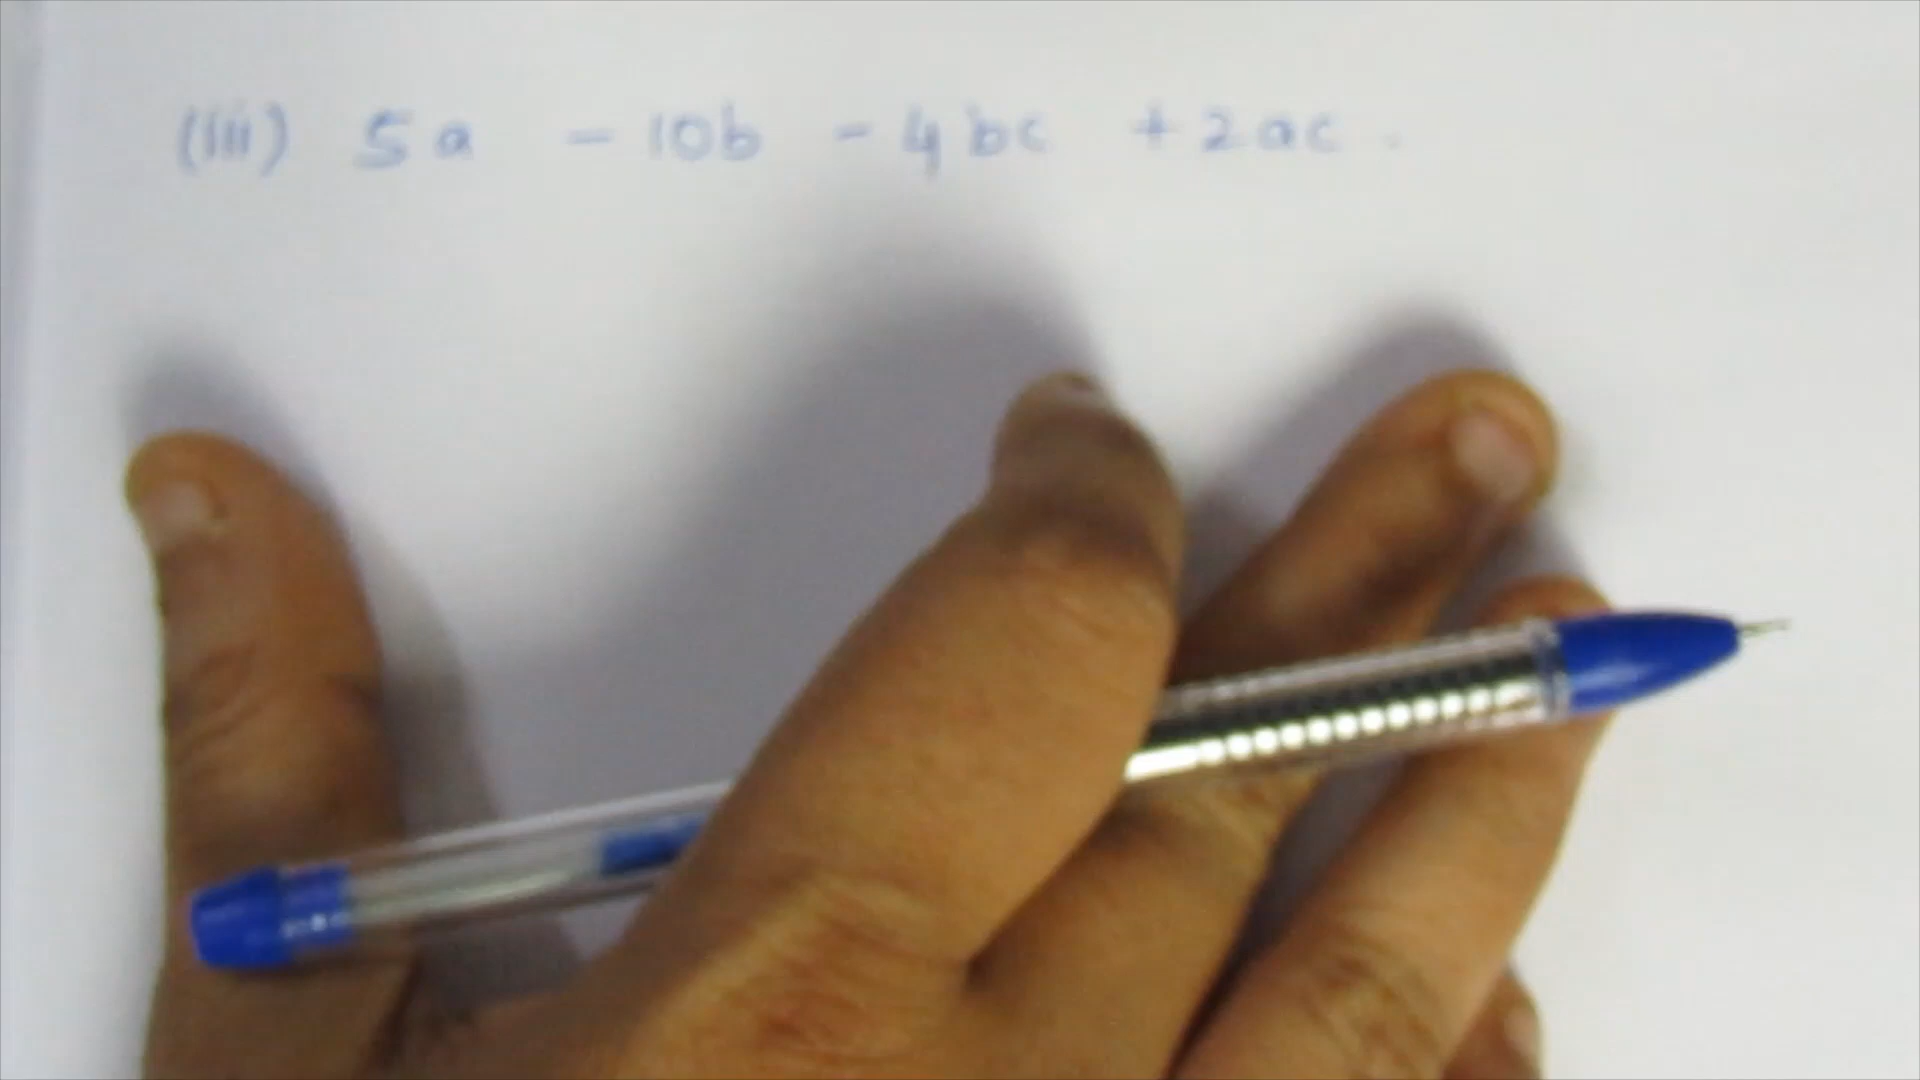 (iii) 5a - 10b - 4bc + 2ac.